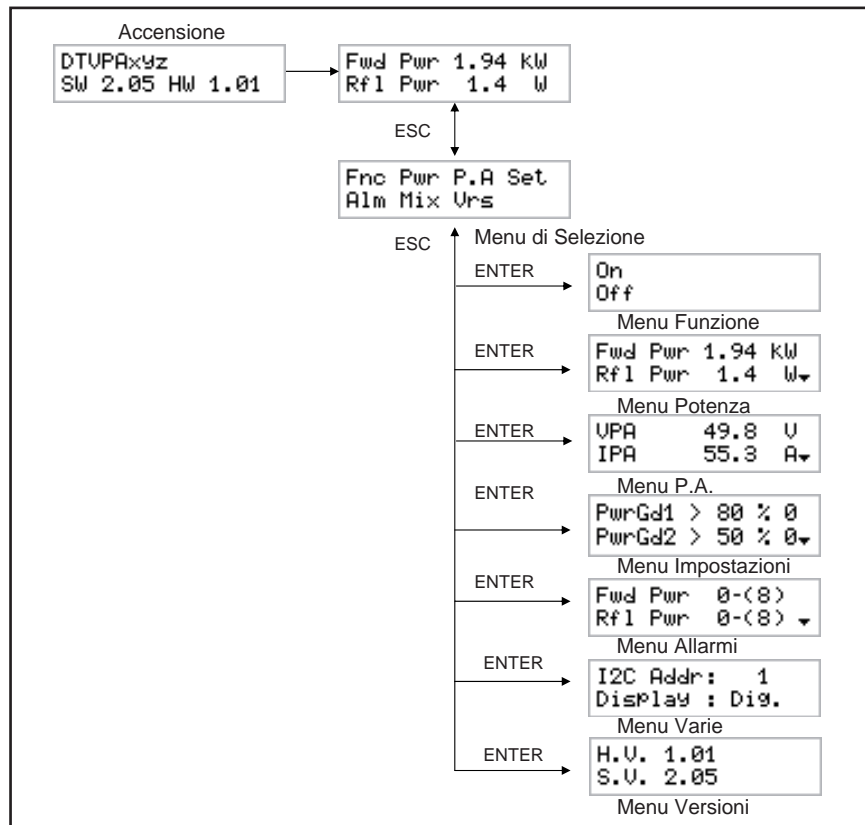 Accensione
DTVPAxyz
SW 2.05 HW 1.01
Fwd Pwr 1.94 KW
Rfl Pwr 1.4 W
ESC
Fnc Pwr P.A Set
Alm Mix Vrs
ESC
Menu di Selezione
ENTER
On
Off
Menu Funzione
ENTER
Fwd Pwr 1.94 KW
Rfl Pwr 1.4 W
Menu Potenza
ENTER
VPA 49.8 V
IPA 55.3 A
Menu P.A.
ENTER
PwrGd1 > 80 % 0
PwrGd2 > 50 % 0
Menu Impostazioni
ENTER
Fwd Pwr 0-(8)
Rfl Pwr 0-(8)
Menu Allarmi
ENTER
I2C Addr: 1
Display : Dig.
Menu Varie
ENTER
H.V. 1.01
S.V. 2.05
Menu Versioni